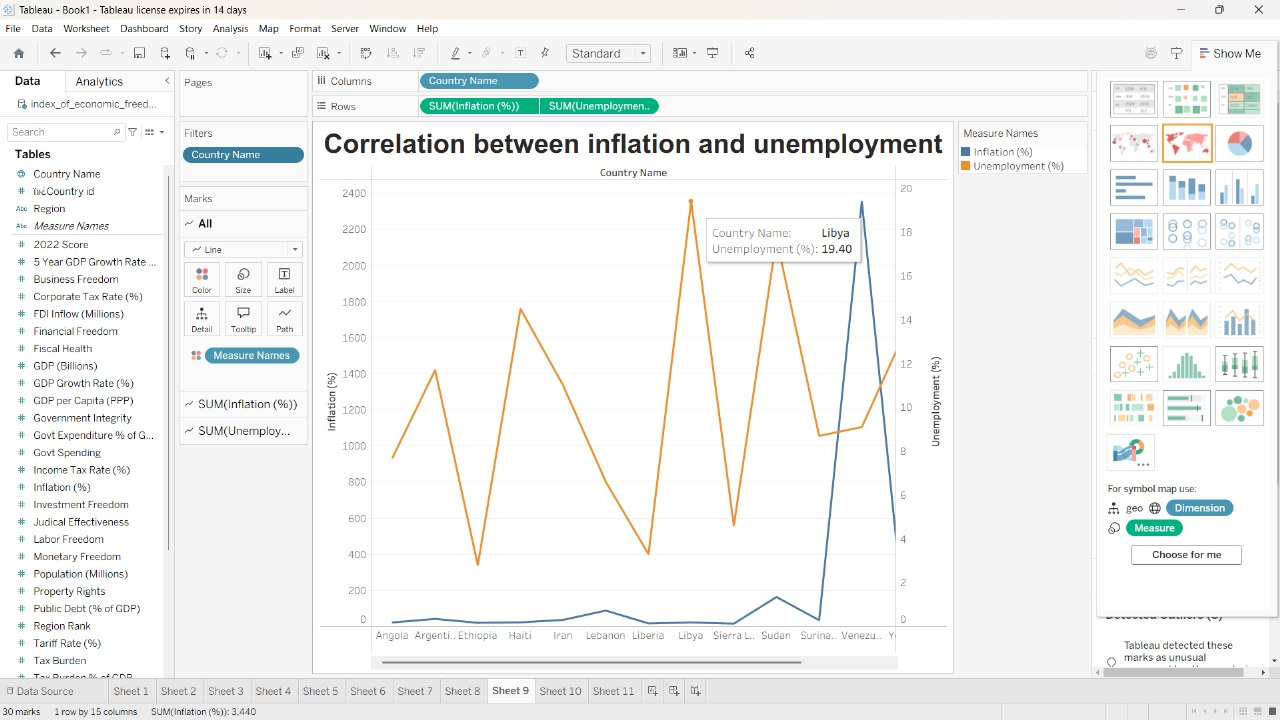 Tableau - Book1 - Tableau license expires in 14 days
File Data Worksheet Dashboard Story Analysis Map Format Server Window Help
Standard
Show Me
Data Analytics
index_of_economic_freed...
Search
Tables
Country Name
Country id
Region
Measure Names
2022 Score
5 Year GDP Growth Rate ...
Business Freedom
Corporate Tax Rate (%)
FDI Inflow (Millions)
Financial Freedom
Fiscal Health
GDP (Billions)
GDP Growth Rate (%)
GDP per Capita (PPP)
Government Integrity
Govt Expenditure % of G...
Govt Spending
Income Tax Rate (%)
Inflation (%)
Investment Freedom
Judical Effectiveness
Labor Freedom
Monetary Freedom
Population (Millions)
Property Rights
Public Debt (% of GDP)
Region Rank
Tariff Rate (%)
Tax Burden
Pages
Filters
Country Name
Marks
All
Line
Color Size Label
Detail Tooltip Path
Measure Names
SUM(Inflation (%))
SUM(Unemploy...
Columns Country Name
Rows SUM(Inflation (%)) SUM(Unemploymen..
Correlation between inflation and unemployment
Country Name
2400
2200
2000
1800
1600
1400
1200
1000
800
600
400
200
0
Inflation (%)
Country Name: Libya
Unemployment (%): 19.40
20
18
16
14
12
10
8
6
4
2
0
Unemployment (%)
Angola Argenti.. Ethiopia Haiti Iran Lebanon Liberia Libya Sierra L.. Sudan Surina.. Venezu..
Measure Names
Inflation (%)
Unemployment (%)
For symbol map use:
geo Dimension
Measure
Choose for me
Tableau detected these
marks as unusual
Data Source Sheet 1 Sheet 2 Sheet 3 Sheet 4 Sheet 5 Sheet 6 Sheet 7 Sheet 8 Sheet 9 Sheet 10 Sheet 11
30 marks 1 row by 15 columns SUM(Inflation (%)): 3,440